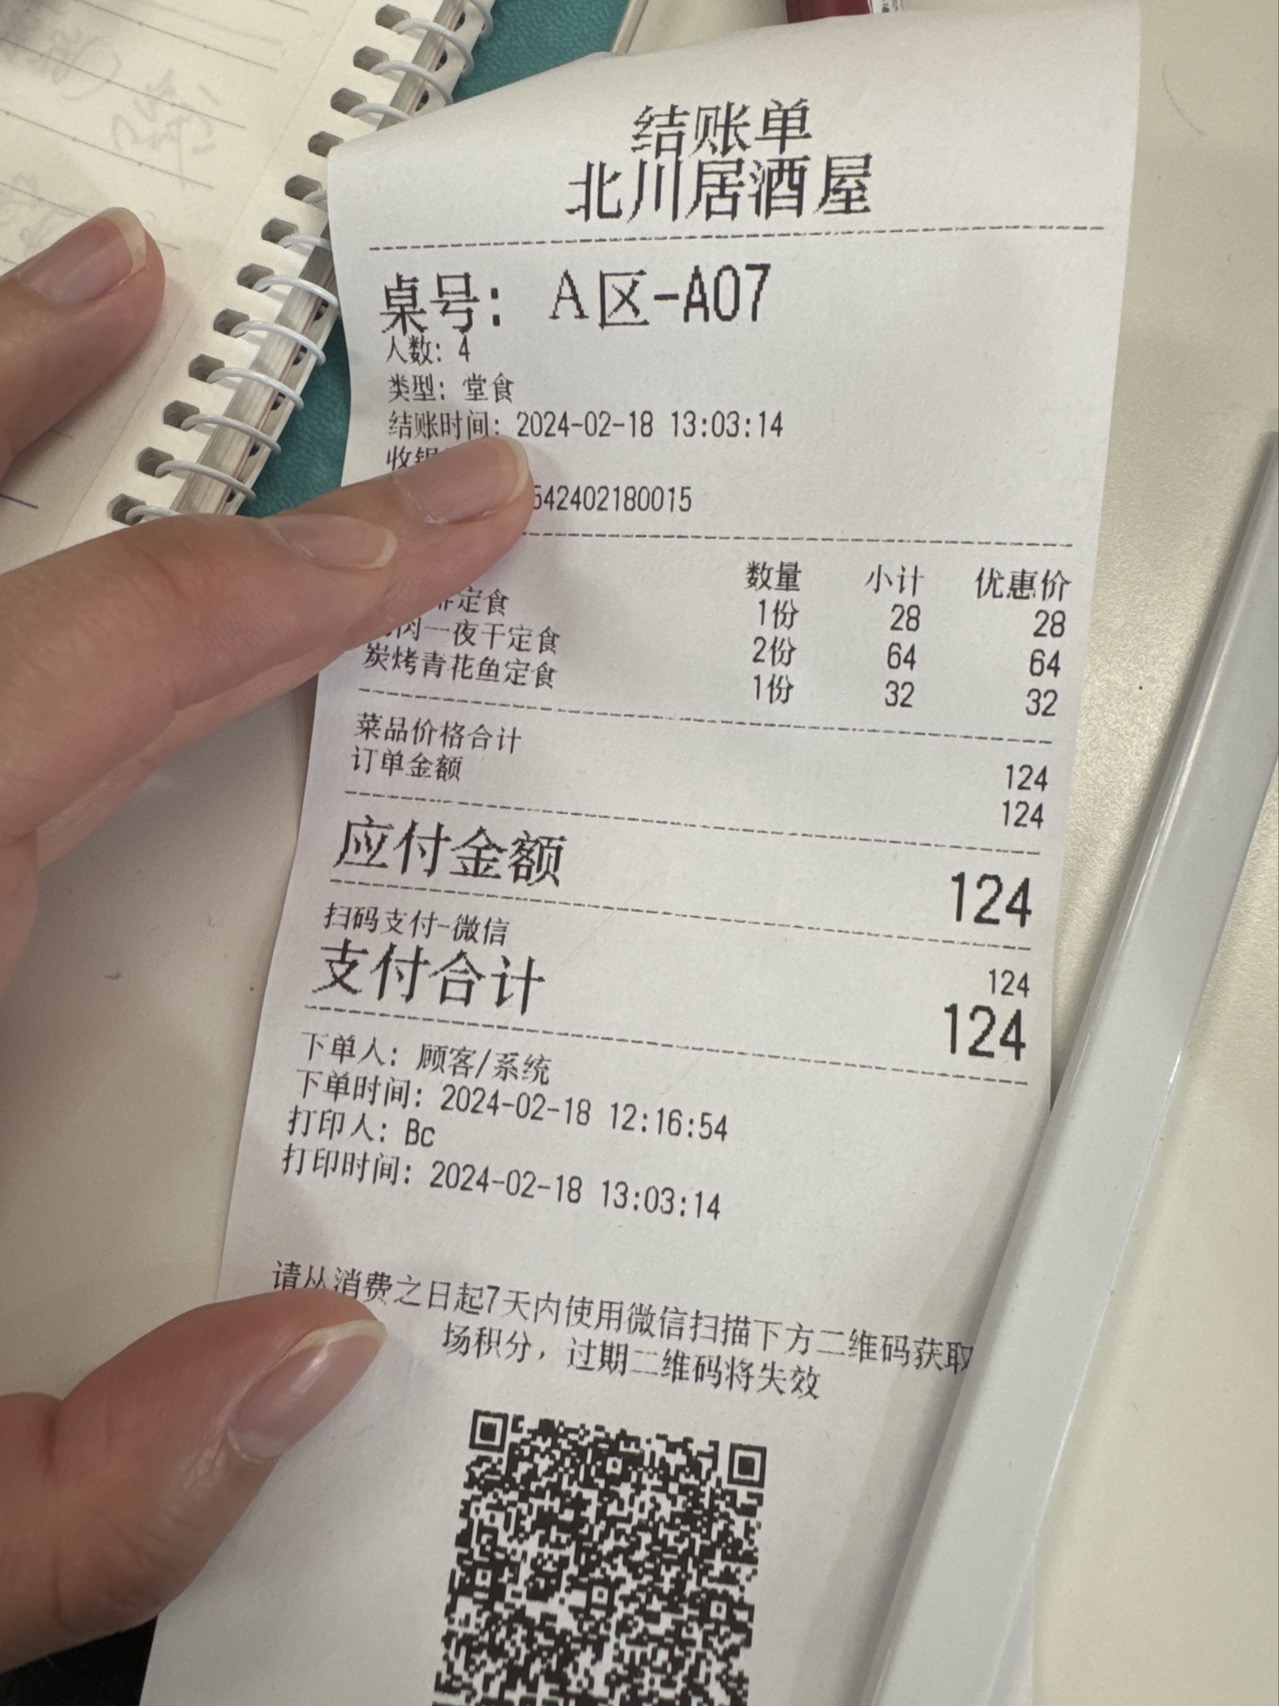 结账单
北川居酒屋
桌号: A区-A07
人数: 4
类型: 堂食
结账时间: 2024-02-18 13:03:14
收银
542402180015
数量 小计 优惠价
定食 1份 28 28
肉一夜干定食 2份 64 64
炭烤青花鱼定食 1份 32 32
菜品价格合计 124
订单金额 124
应付金额 124
扫码支付-微信 124
支付合计 124
下单人: 顾客/系统
下单时间: 2024-02-18 12:16:54
打印人: Bc
打印时间: 2024-02-18 13:03:14
请从消费之日起7天内使用微信扫描下方二维码获取
场积分，过期二维码将失效